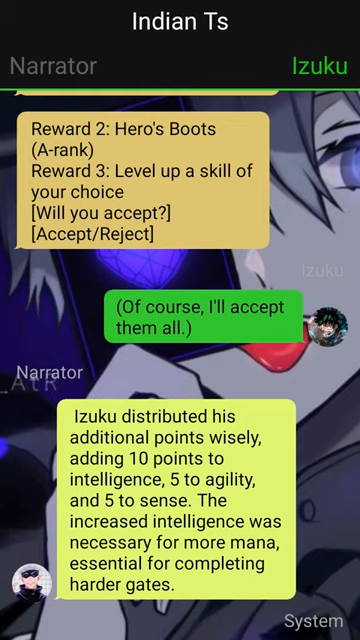 Indian Ts
Narrator
Izuku
Reward 2: Hero's Boots
(A-rank)
Reward 3: Level up a skill of
your choice
[Will you accept?]
[Accept/Reject]
Izuku
(Of course, I'll accept
them all.)
Narrator
Izuku distributed his
additional points wisely,
adding 10 points to
intelligence, 5 to agility,
and 5 to sense. The
increased intelligence was
necessary for more mana,
essential for completing
harder gates.
System